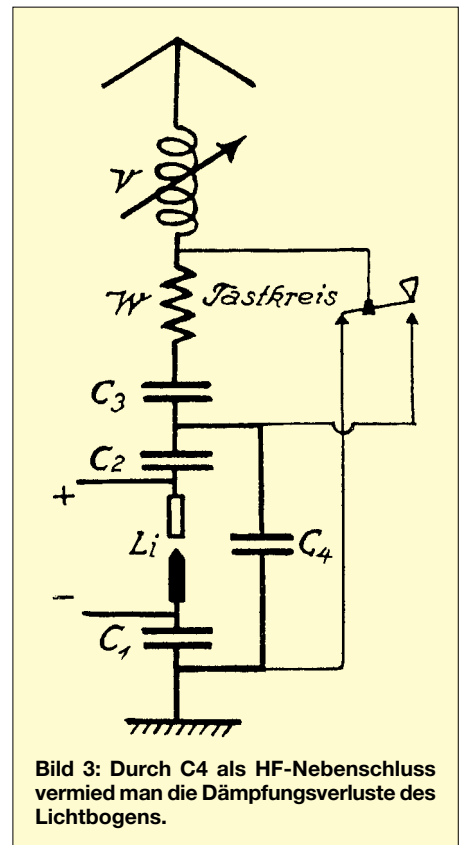 V
W Tastkreis
C3
C2
+
Li
C4
−
C1
Bild 3: Durch C4 als HF-Nebenschluss
vermied man die Dämpfungsverluste des
Lichtbogens.